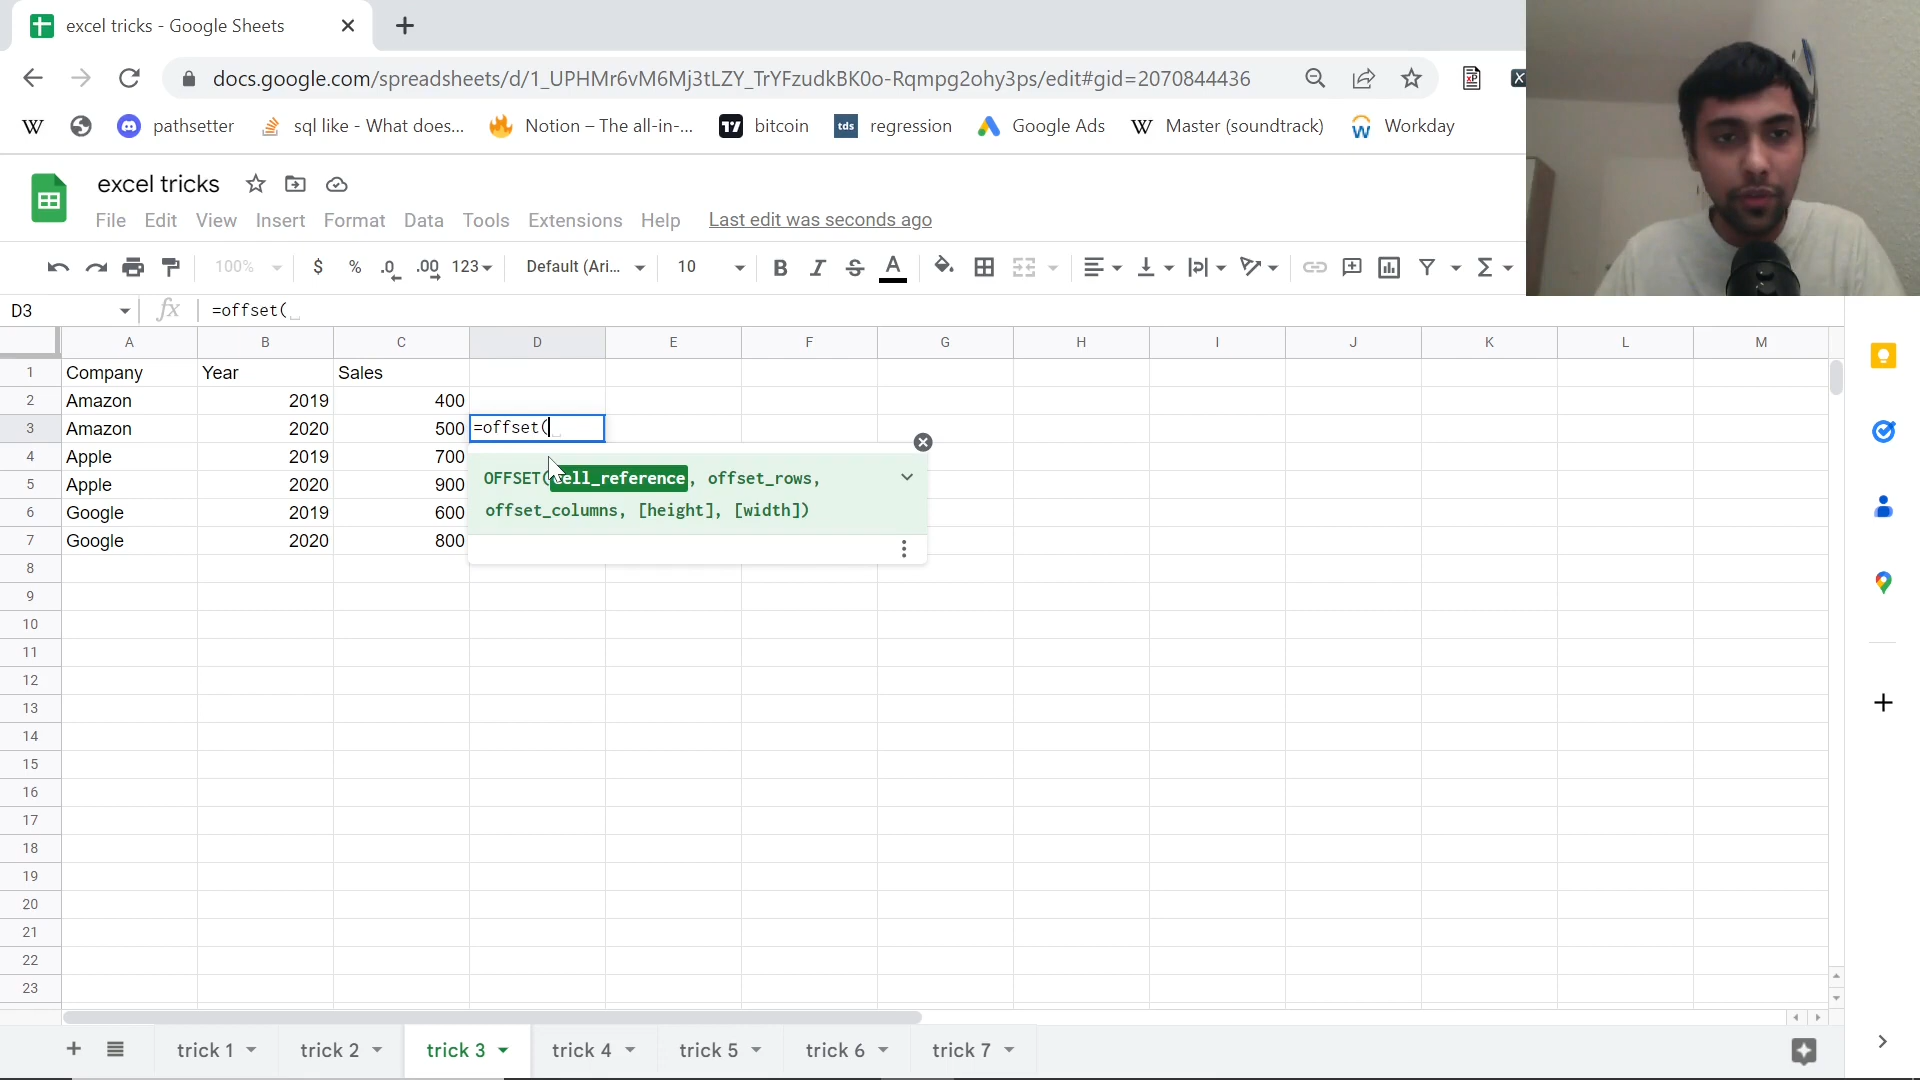 excel tricks - Google Sheets
docs.google.com/spreadsheets/d/1_UPHMr6vM6Mj3tLZY_TrYFzudkBK0o-Rqmpg2ohy3ps/edit#gid=2070844436
pathsetter
sql like - What does...
Notion – The all-in-...
bitcoin
tds
regression
Google Ads
Master (soundtrack)
Workday
excel tricks
File Edit View Insert Format Data Tools Extensions Help Last edit was seconds ago
100% $ % .0 .00 123 Default (Ari... 10 B I S A
D3 fx =offset(
A B C D E F G H I J K L M
1 Company Year Sales
2 Amazon 2019 400
3 Amazon 2020 500 =offset(
4 Apple 2019 700
5 Apple 2020 900
6 Google 2019 600
7 Google 2020 800
OFFSET(cell_reference, offset_rows,
offset_columns, [height], [width])
8
9
10
11
12
13
14
15
16
17
18
19
20
21
22
23
trick 1 trick 2 trick 3 trick 4 trick 5 trick 6 trick 7